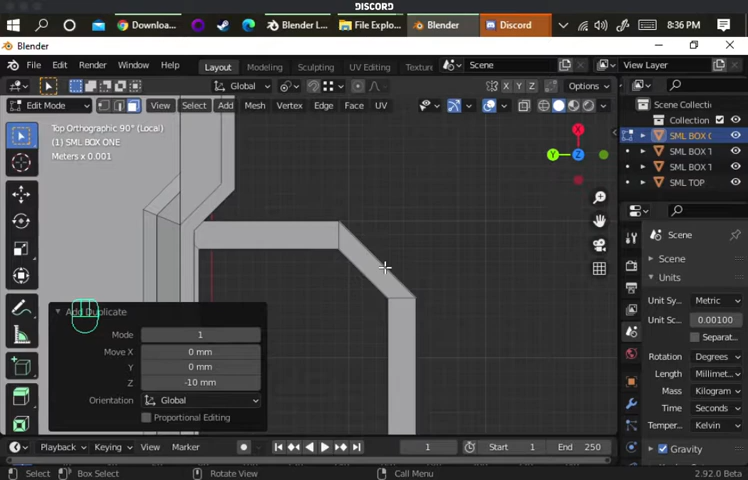 DISCORD
Downloa...
Blender L...
File Explo...
Blender
Discord
8:36 PM
Blender
File Edit Render Window Help
Layout Modeling Sculpting UV Editing Textur
Scene
View Layer
Global
X Y Z
Options
Edit Mode
View Select Add Mesh Vertex Edge Face UV
Top Orthographic 90° (Local)
(1) SML BOX ONE
Meters x 0.001
X
Y
Z
Scene Collectio
Collection
SML BOX
SML BOX T
SML BOX T
SML TOP
Scene
Scene
Units
Unit Sy... Metric
Unit Sc... 0.00100
Separat...
Rotation Degrees
Length Millimet...
Mass Kilogram
Time Seconds
Temper... Kelvin
Gravity
Add Duplicate
Mode 1
Move X 0 mm
Y 0 mm
Z -10 mm
Orientation Global
Proportional Editing
Playback Keying View Marker
1
Start 1
End 250
Select
Box Select
Rotate View
Call Menu
2.92.0 Beta